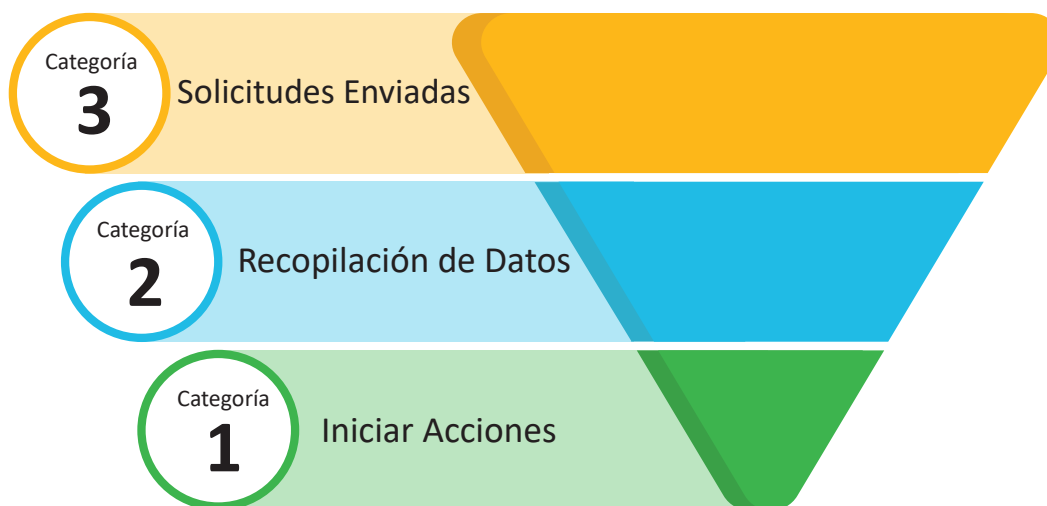 Categoría
3
Solicitudes Enviadas
Categoría
2
Recopilación de Datos
Categoría
1
Iniciar Acciones